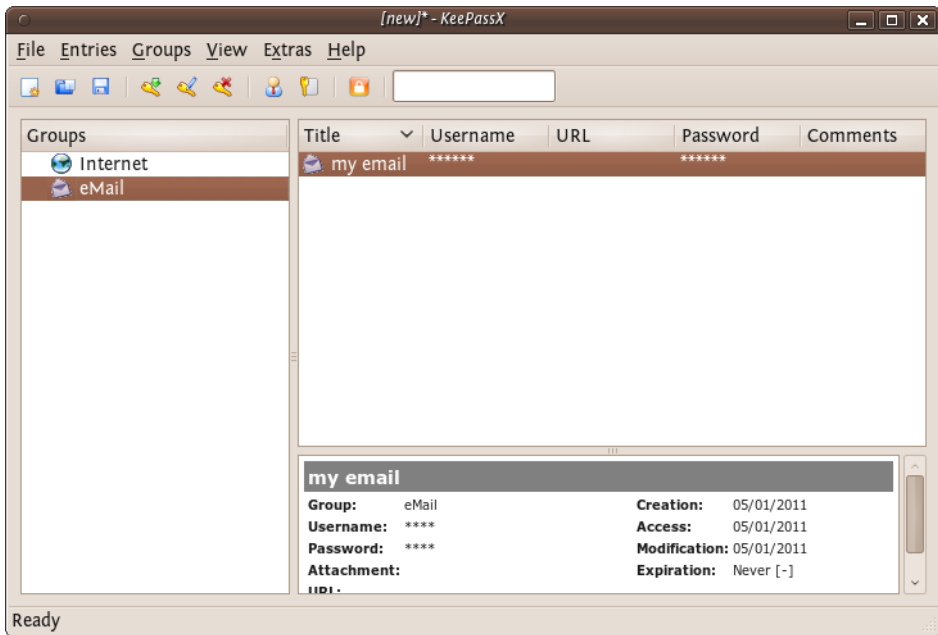 [new]* - KeePassX
File Entries Groups View Extras Help
Groups
Internet
eMail
Title Username URL Password Comments
my email ****** ******
my email
Group: eMail Creation: 05/01/2011
Username: **** Access: 05/01/2011
Password: **** Modification: 05/01/2011
Attachment: Expiration: Never [-]
URL:
Ready